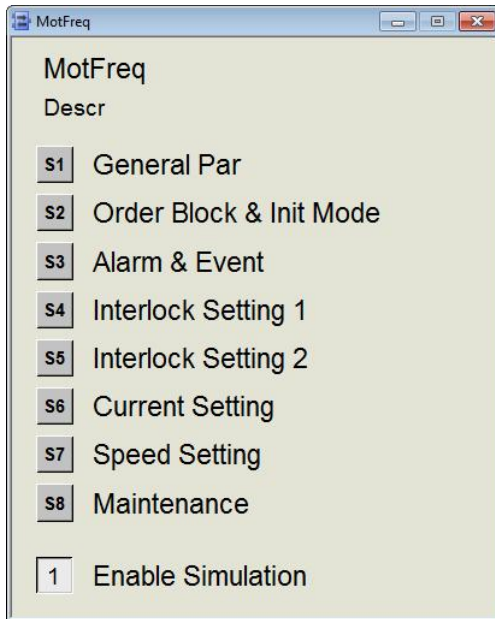 MotFreq
MotFreq
Descr
S1 General Par
S2 Order Block & Init Mode
S3 Alarm & Event
S4 Interlock Setting 1
S5 Interlock Setting 2
S6 Current Setting
S7 Speed Setting
S8 Maintenance
1 Enable Simulation